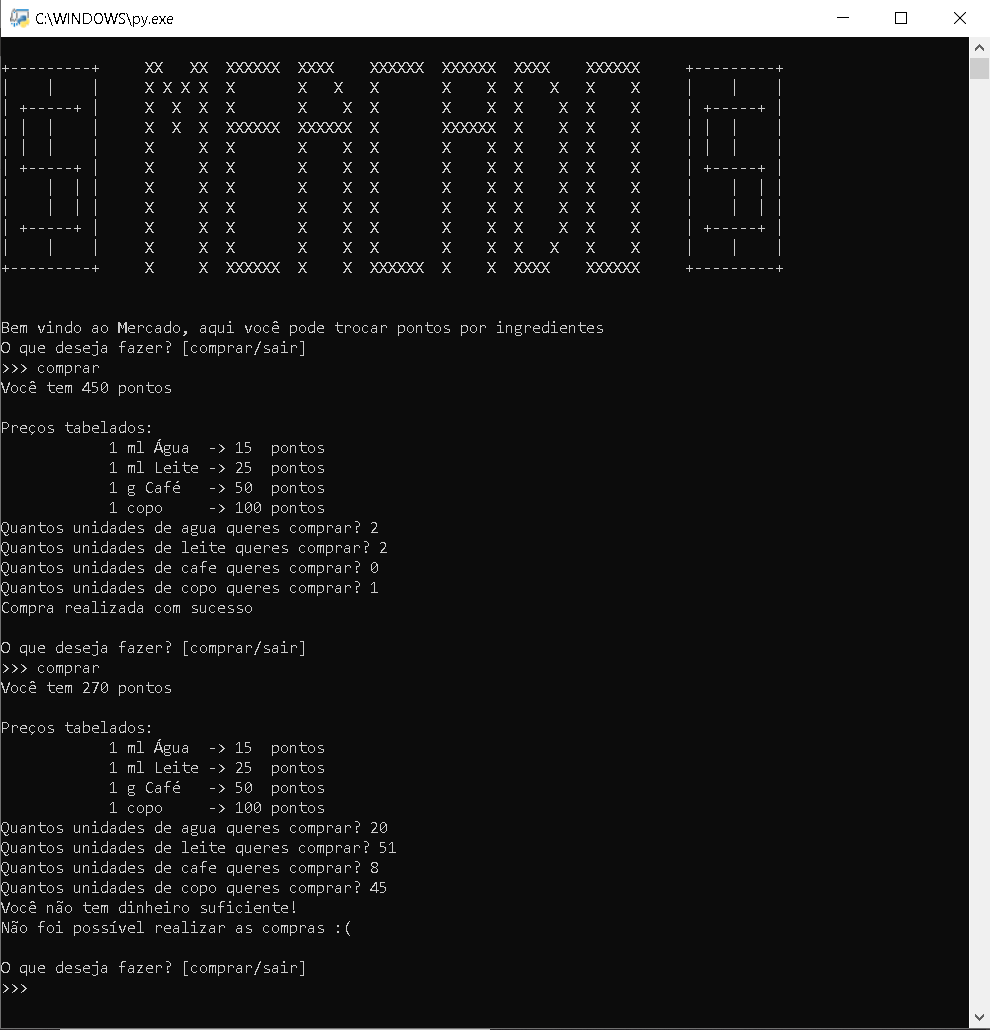 C:\WINDOWS\py.exe
MERCADO
Bem vindo ao Mercado, aqui você pode trocar pontos por ingredientes
O que deseja fazer? [comprar/sair]
>>> comprar
Você tem 450 pontos
Preços tabelados:
1 ml Água -> 15 pontos
1 ml Leite -> 25 pontos
1 g Café -> 50 pontos
1 copo -> 100 pontos
Quantos unidades de agua queres comprar? 2
Quantos unidades de leite queres comprar? 2
Quantos unidades de cafe queres comprar? 0
Quantos unidades de copo queres comprar? 1
Compra realizada com sucesso
O que deseja fazer? [comprar/sair]
>>> comprar
Você tem 270 pontos
Preços tabelados:
1 ml Água -> 15 pontos
1 ml Leite -> 25 pontos
1 g Café -> 50 pontos
1 copo -> 100 pontos
Quantos unidades de agua queres comprar? 20
Quantos unidades de leite queres comprar? 51
Quantos unidades de cafe queres comprar? 8
Quantos unidades de copo queres comprar? 45
Você não tem dinheiro suficiente!
Não foi possível realizar as compras :(
O que deseja fazer? [comprar/sair]
>>>